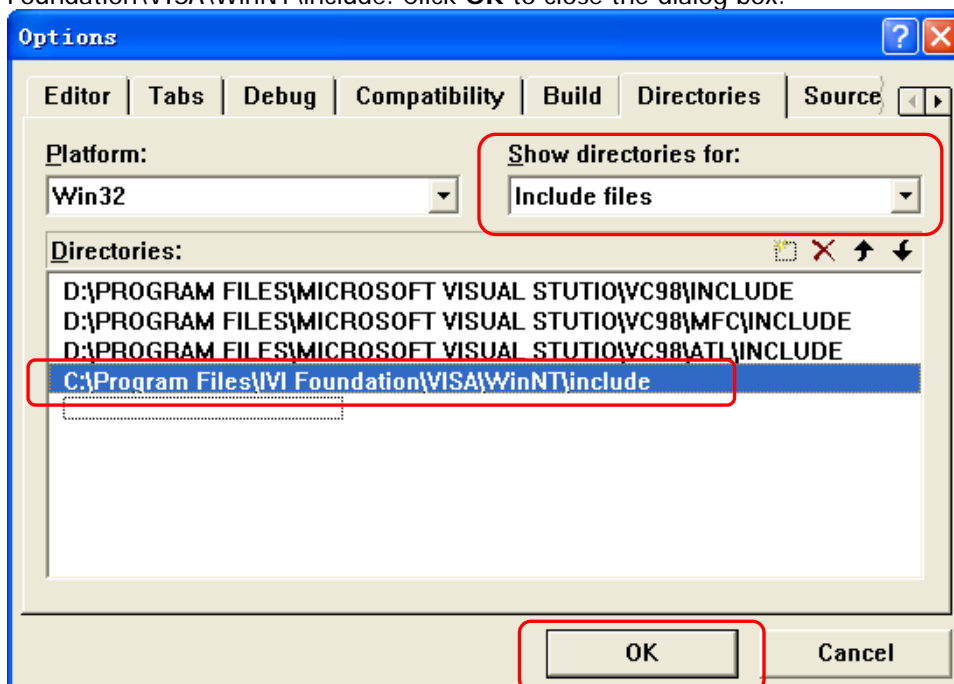 Foundation\VISA\WinNT\include. Click OK to close the dialog box.
Options
Editor Tabs Debug Compatibility Build Directories Source
Platform: Show directories for:
Win32 Include files
Directories:
D:\PROGRAM FILES\MICROSOFT VISUAL STUTIO\VC98\INCLUDE
D:\PROGRAM FILES\MICROSOFT VISUAL STUTIO\VC98\MFC\INCLUDE
D:\PROGRAM FILES\MICROSOFT VISUAL STUTIO\VC98\ATL\INCLUDE
C:\Program Files\IVI Foundation\VISA\WinNT\include
OK Cancel